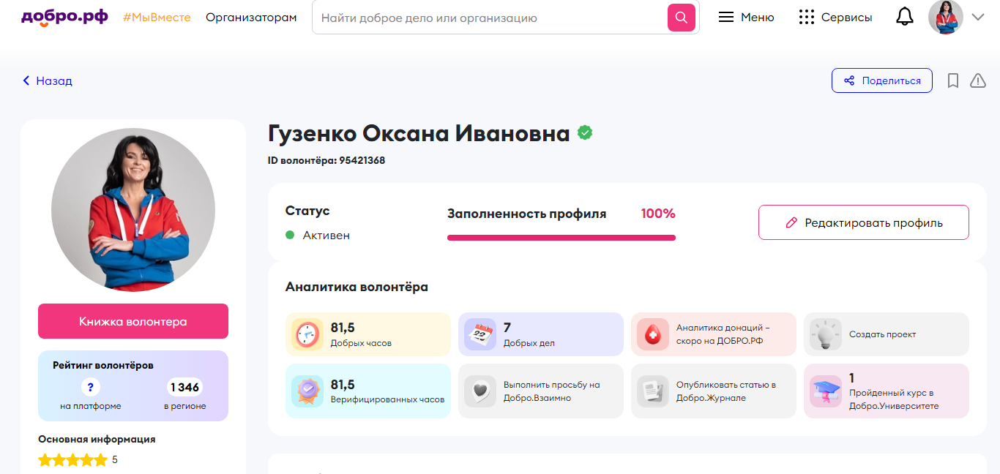 добро.рф
#МыВместе
Организаторам
Найти доброе дело или организацию
Меню
Сервисы
Назад
Поделиться
Гузенко Оксана Ивановна
ID волонтёра: 95421368
Статус
Активен
Заполненность профиля 100%
Редактировать профиль
Книжка волонтера
Рейтинг волонтёров
? 1 346
на платформе в регионе
Основная информация
5
Аналитика волонтёра
81,5
Добрых часов
7
Добрых дел
Аналитика донаций –
скоро на ДОБРО.РФ
Создать проект
81,5
Верифицированных часов
Выполнить просьбу на
Добро.Взаимно
Опубликовать статью в
Добро.Журнале
1
Пройденный курс в
Добро.Университете